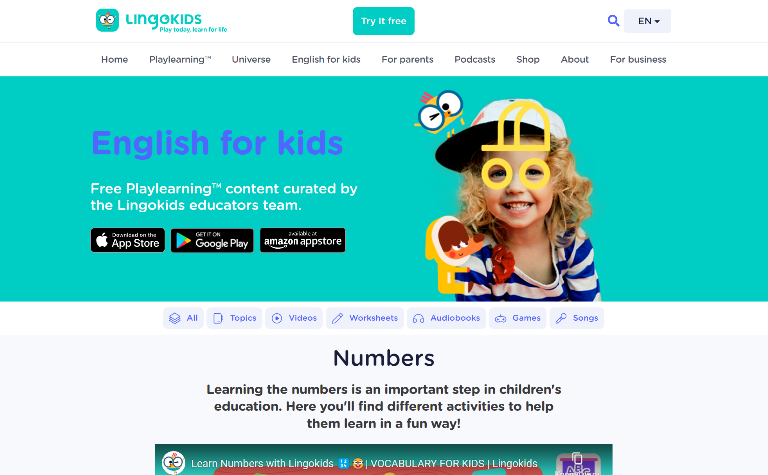 LINGOKIDS
Play today, learn for life
Try it free
EN
Home Playlearning™ Universe English for kids For parents Podcasts Shop About For business
English for kids
Free Playlearning™ content curated by
the Lingokids educators team.
Download on the
App Store
GET IT ON
Google Play
available at
amazon appstore
All Topics Videos Worksheets Audiobooks Games Songs
Numbers
Learning the numbers is an important step in children's
education. Here you'll find different activities to help
them learn in a fun way!
Learn Numbers with Lingokids | VOCABULARY FOR KIDS | Lingokids
ABC